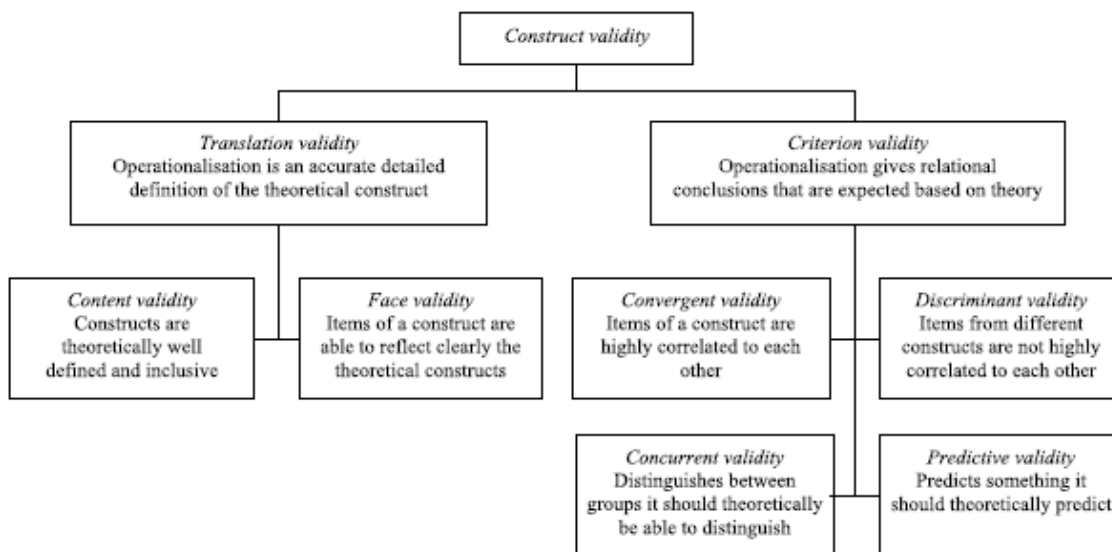 Construct validity
Translation validity
Operationalisation is an accurate detailed
definition of the theoretical construct
Criterion validity
Operationalisation gives relational
conclusions that are expected based on theory
Content validity
Constructs are
theoretically well
defined and inclusive
Face validity
Items of a construct are
able to reflect clearly the
theoretical constructs
Convergent validity
Items of a construct are
highly correlated to each
other
Discriminant validity
Items from different
constructs are not highly
correlated to each other
Concurrent validity
Distinguishes between
groups it should theoretically
be able to distinguish
Predictive validity
Predicts something it
should theoretically predict